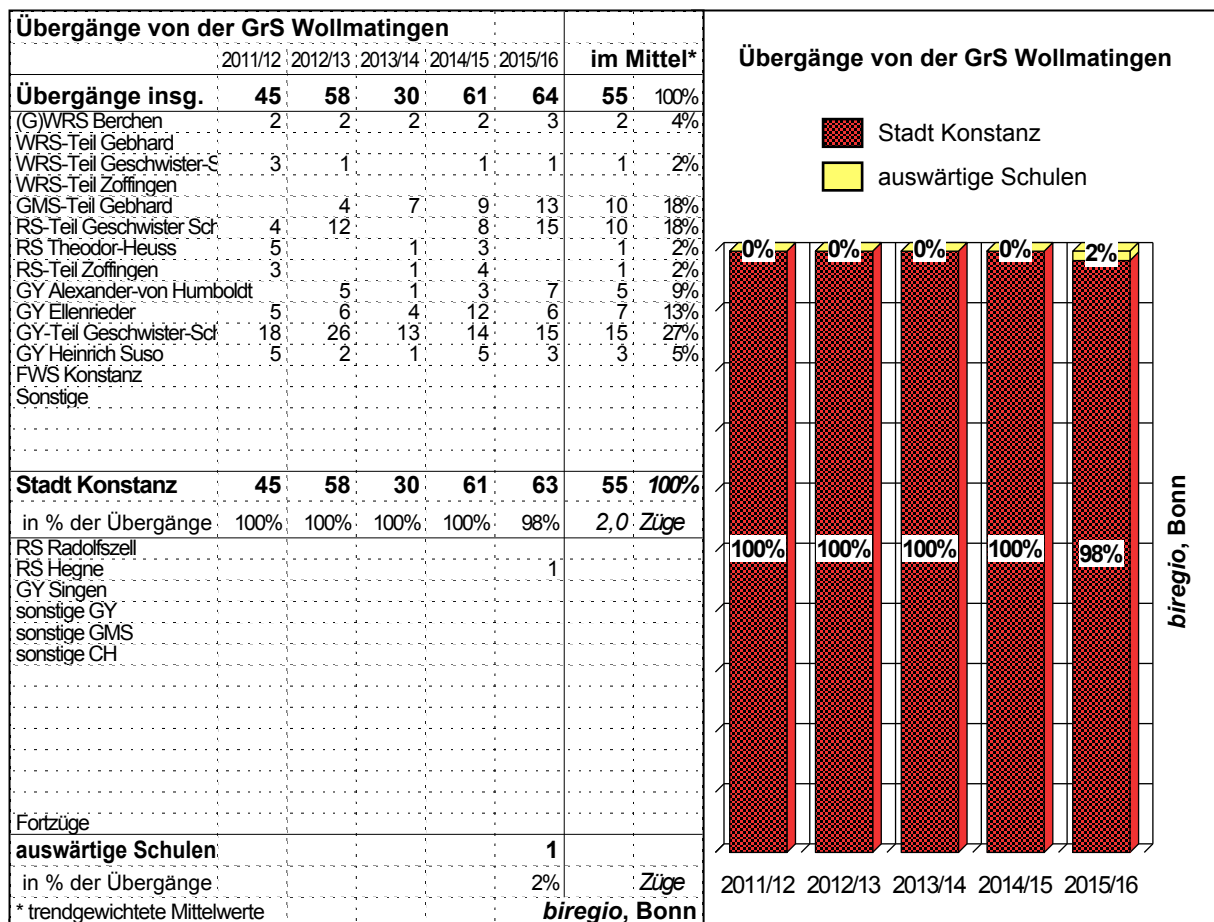 Übergänge von der GrS Wollmatingen
2011/12 2012/13 2013/14 2014/15 2015/16 im Mittel*
Übergänge insg. 45 58 30 61 64 55 100%
(G)WRS Berchen 2 2 2 2 3 2 4%
WRS-Teil Gebhard
WRS-Teil Geschwister-S 3 1 1 1 1 2%
WRS-Teil Zoffingen
GMS-Teil Gebhard 4 7 9 13 10 18%
RS-Teil Geschwister Sch 4 12 8 15 10 18%
RS Theodor-Heuss 5 1 3 1 2%
RS-Teil Zoffingen 3 1 4 1 2%
GY Alexander-von Humboldt 5 1 3 7 5 9%
GY Ellenrieder 5 6 4 12 6 7 13%
GY-Teil Geschwister-Sch 18 26 13 14 15 15 27%
GY Heinrich Suso 5 2 1 5 3 3 5%
FWS Konstanz
Sonstige
Stadt Konstanz 45 58 30 61 63 55 100%
in % der Übergänge 100% 100% 100% 100% 98% 2,0 Züge
RS Radolfszell
RS Hegne 1
GY Singen
sonstige GY
sonstige GMS
sonstige CH
Fortzüge
auswärtige Schulen 1
in % der Übergänge 2% Züge
* trendgewichtete Mittelwerte biregio, Bonn
Übergänge von der GrS Wollmatingen
Stadt Konstanz
auswärtige Schulen
0% 0% 0% 0% 2%
100% 100% 100% 100% 98%
2011/12 2012/13 2013/14 2014/15 2015/16
biregio, Bonn